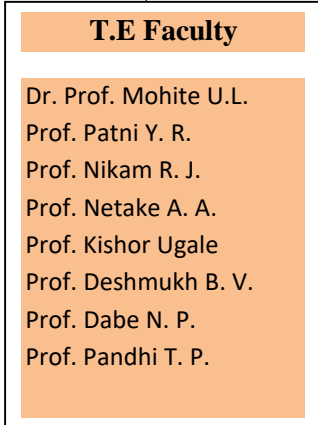 T.E Faculty
Dr. Prof. Mohite U.L.
Prof. Patni Y. R.
Prof. Nikam R. J.
Prof. Netake A. A.
Prof. Kishor Ugale
Prof. Deshmukh B. V.
Prof. Dabe N. P.
Prof. Pandhi T. P.